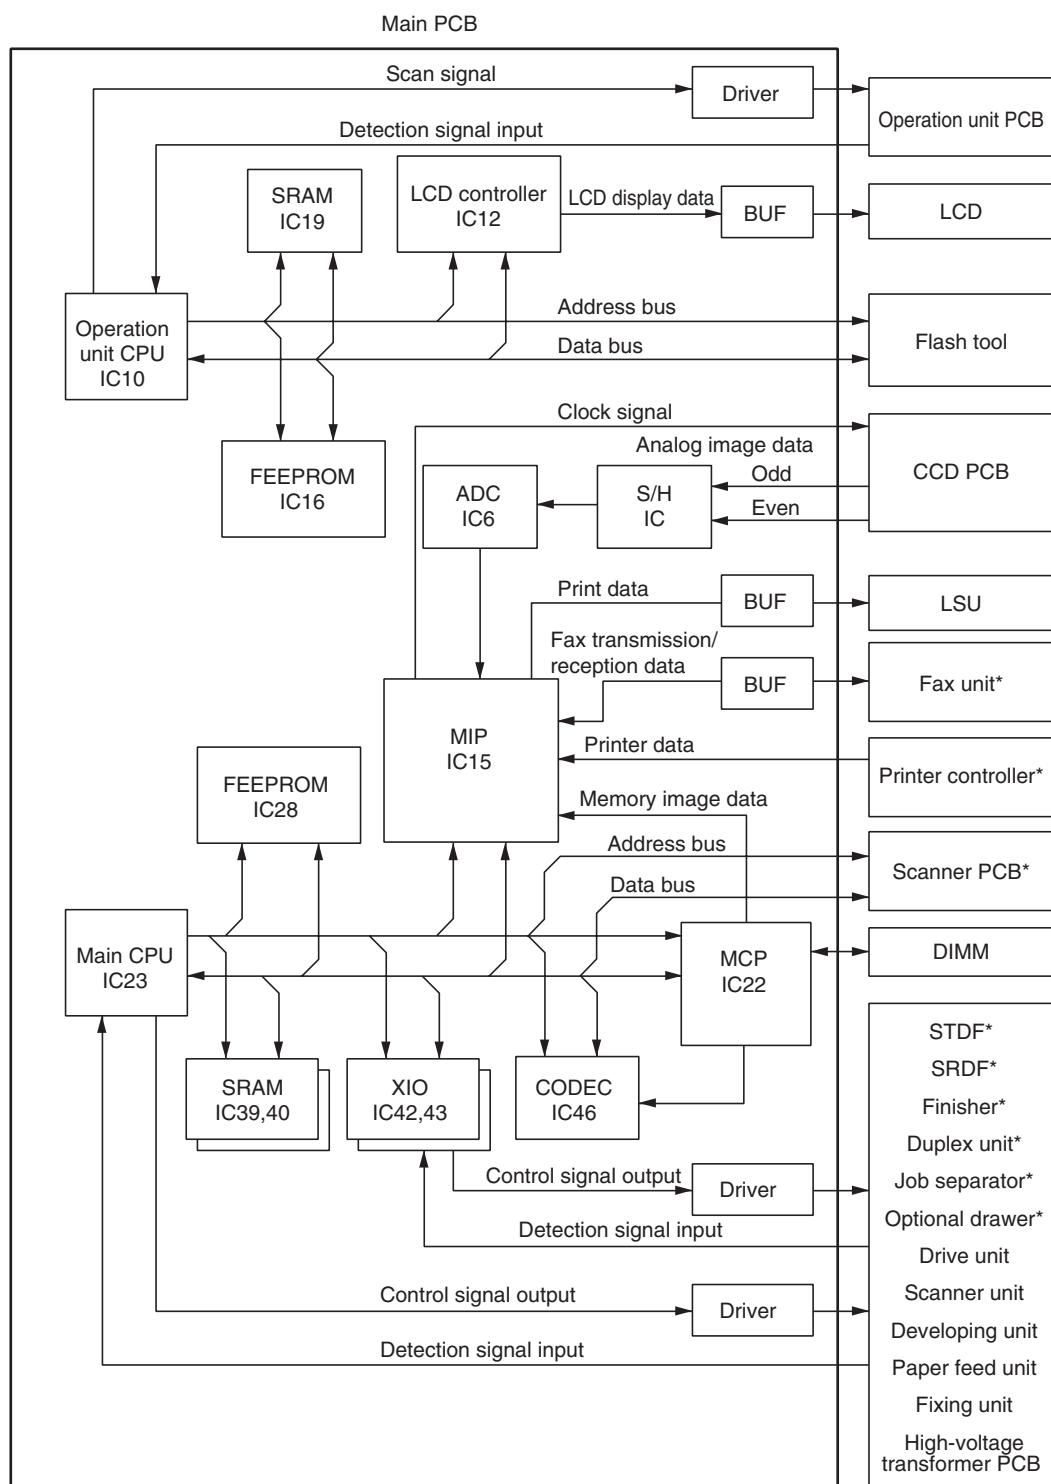 Main PCB
Scan signal
Driver
Operation unit PCB
Detection signal input
SRAM
IC19
LCD controller
IC12
LCD display data
BUF
LCD
Operation
unit CPU
IC10
Address bus
Data bus
Flash tool
FEEPROM
IC16
Clock signal
Analog image data
Odd
Even
CCD PCB
ADC
IC6
S/H
IC
Print data
BUF
LSU
Fax transmission/
reception data
BUF
Fax unit*
MIP
IC15
Printer data
Printer controller*
FEEPROM
IC28
Memory image data
Address bus
Data bus
Scanner PCB*
Main CPU
IC23
MCP
IC22
DIMM
SRAM
IC39,40
XIO
IC42,43
CODEC
IC46
Control signal output
Driver
Detection signal input
Control signal output
Driver
Detection signal input
STDF*
SRDF*
Finisher*
Duplex unit*
Job separator*
Optional drawer*
Drive unit
Scanner unit
Developing unit
Paper feed unit
Fixing unit
High-voltage
transformer PCB